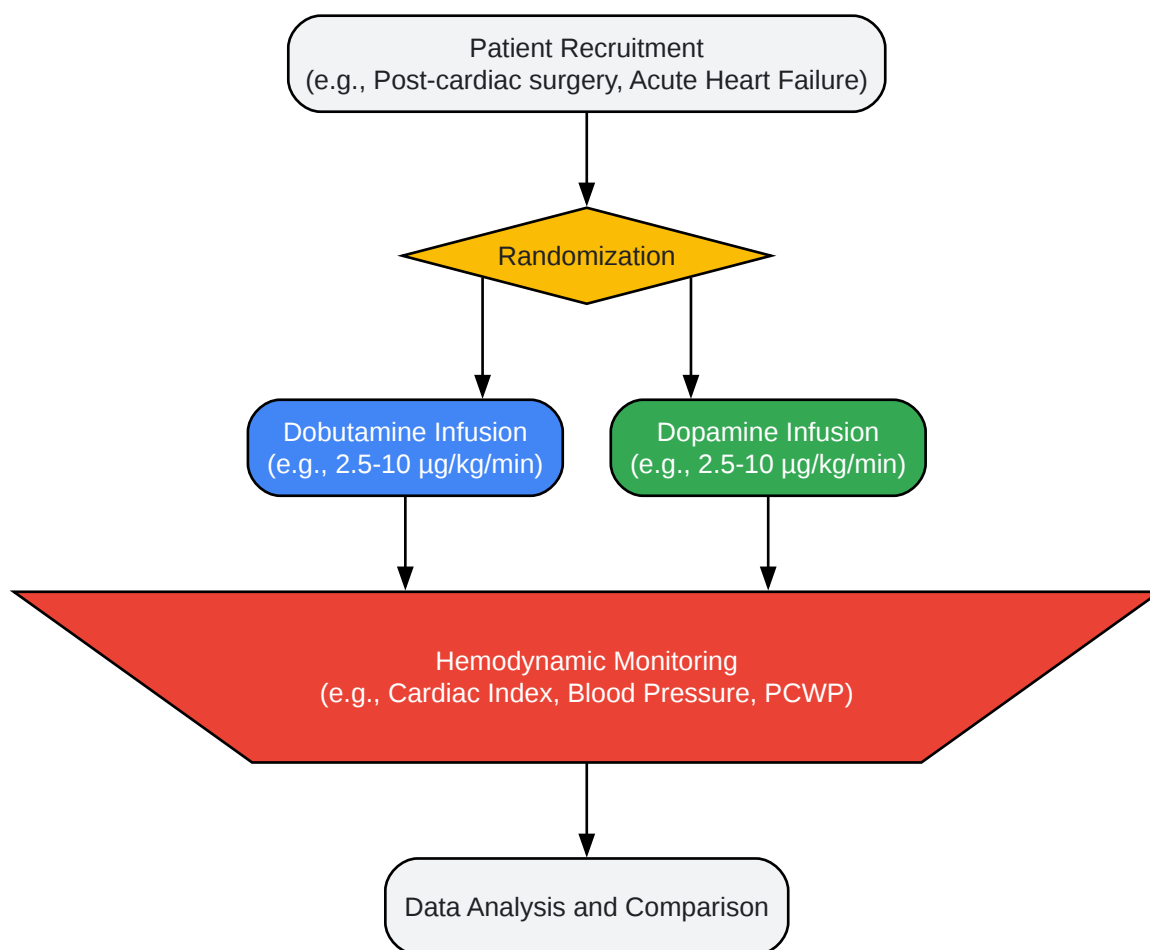 Patient Recruitment
(e.g., Post-cardiac surgery, Acute Heart Failure)
Randomization
Dobutamine Infusion
(e.g., 2.5-10 µg/kg/min)
Dopamine Infusion
(e.g., 2.5-10 µg/kg/min)
Hemodynamic Monitoring
(e.g., Cardiac Index, Blood Pressure, PCWP)
Data Analysis and Comparison